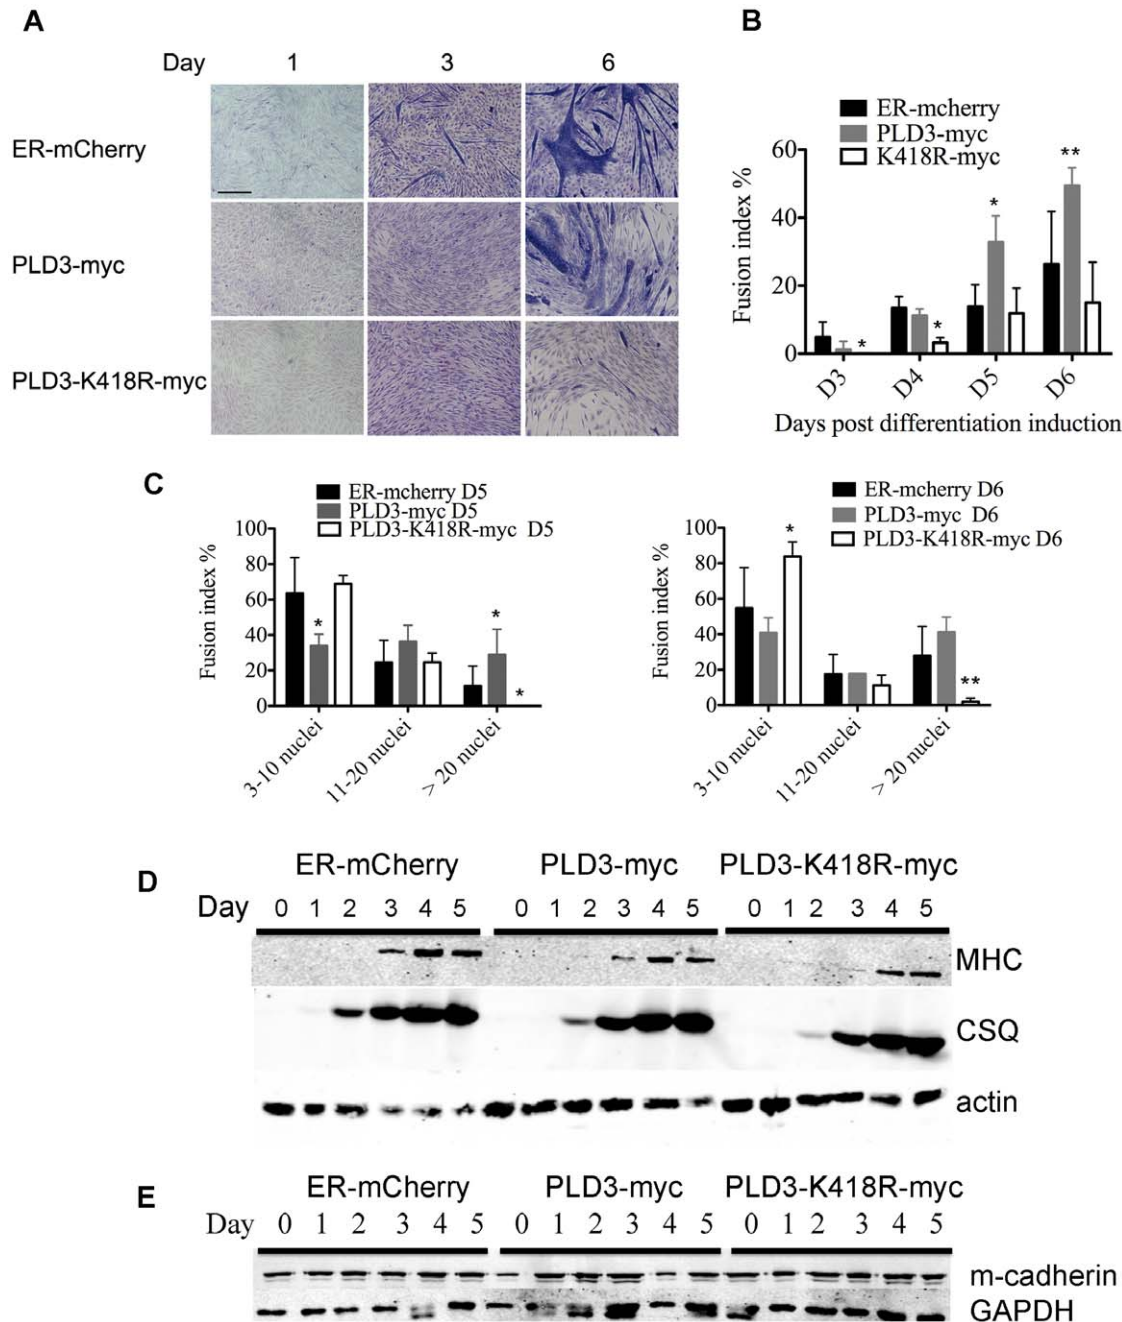 A
Day 1 3 6
ER-mCherry
PLD3-myc
PLD3-K418R-myc
B
ER-mcherry
PLD3-myc
K418R-myc
Fusion index %
60
40
20
0
* * * **
D3 D4 D5 D6
Days post differentiation induction
C
ER-mcherry D5
PLD3-myc D5
PLD3-K418R-myc D5
Fusion index %
100
80
60
40
20
0
* * *
3-10 nuclei 11-20 nuclei > 20 nuclei
ER-mcherry D6
PLD3-myc D6
PLD3-K418R-myc D6
Fusion index %
100
80
60
40
20
0
* **
3-10 nuclei 11-20 nuclei > 20 nuclei
D
ER-mCherry PLD3-myc PLD3-K418R-myc
Day 0 1 2 3 4 5 0 1 2 3 4 5 0 1 2 3 4 5
MHC
CSQ
actin
E
ER-mCherry PLD3-myc PLD3-K418R-myc
Day 0 1 2 3 4 5 0 1 2 3 4 5 0 1 2 3 4 5
m-cadherin
GAPDH